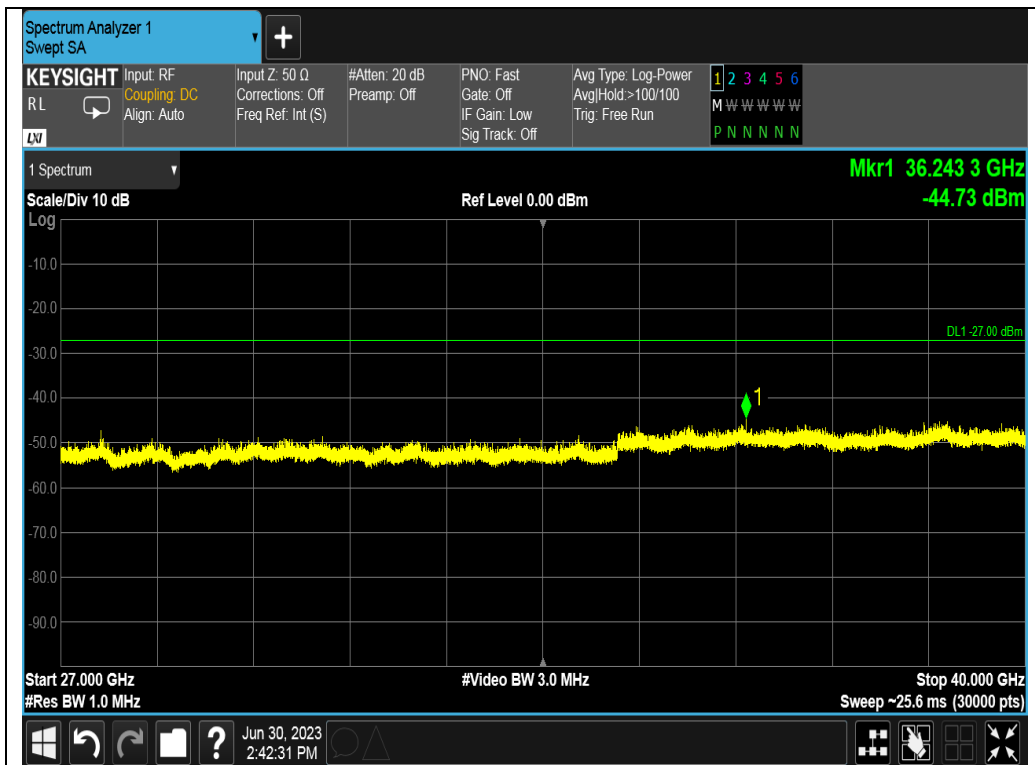 Spectrum Analyzer 1
Swept SA
KEYSIGHT
RL
LXI
Input: RF
Coupling: DC
Align: Auto
Input Z: 50 Ω
Corrections: Off
Freq Ref: Int (S)
#Atten: 20 dB
Preamp: Off
PNO: Fast
Gate: Off
IF Gain: Low
Sig Track: Off
Avg Type: Log-Power
Avg|Hold:>100/100
Trig: Free Run
1 2 3 4 5 6
M W W W W W
P N N N N N
1 Spectrum
Mkr1 36.243 3 GHz
-44.73 dBm
Scale/Div 10 dB
Ref Level 0.00 dBm
Log
-10.0
-20.0
DL1 -27.00 dBm
-30.0
-40.0
1
-50.0
-60.0
-70.0
-80.0
-90.0
Start 27.000 GHz
#Video BW 3.0 MHz
Stop 40.000 GHz
#Res BW 1.0 MHz
Sweep ~25.6 ms (30000 pts)
?
Jun 30, 2023
2:42:31 PM